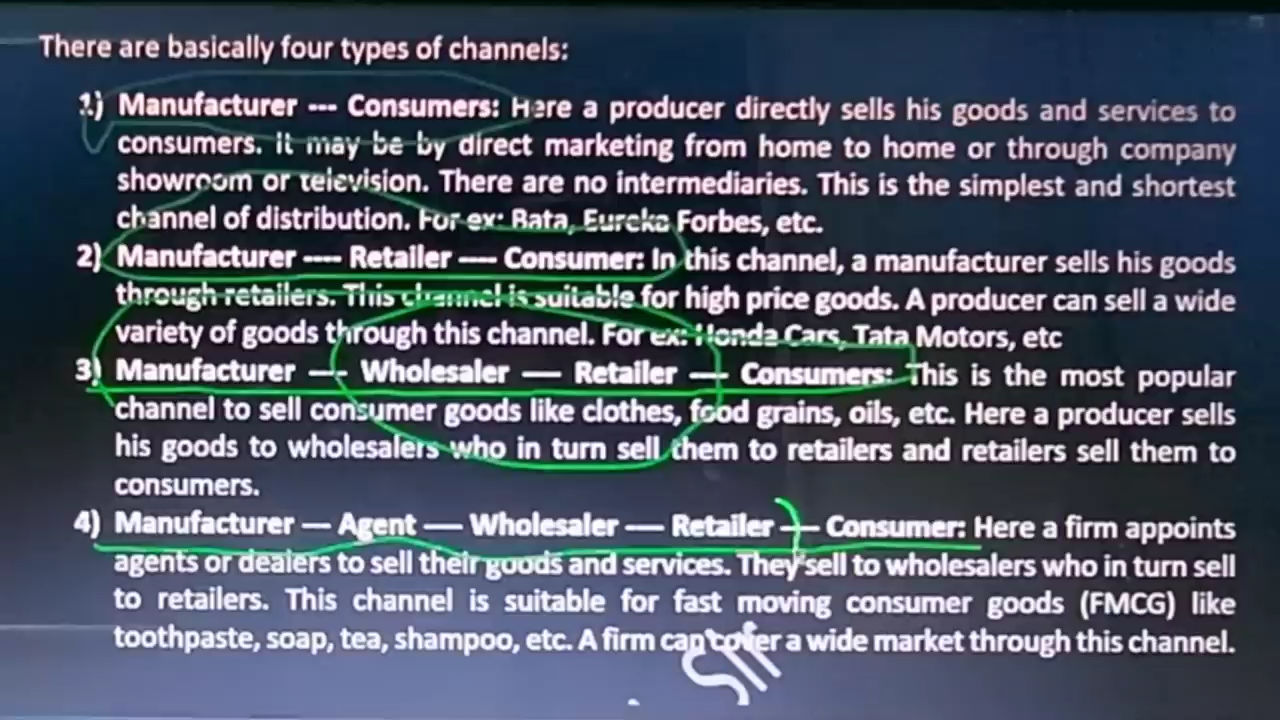 There are basically four types of channels:
1) Manufacturer --- Consumers: Here a producer directly sells his goods and services to
consumers. It may be by direct marketing from home to home or through company
showroom or television. There are no intermediaries. This is the simplest and shortest
channel of distribution. For ex: Bata, Eureka Forbes, etc.
2) Manufacturer ---- Retailer ---- Consumer: In this channel, a manufacturer sells his goods
through retailers. This channel is suitable for high price goods. A producer can sell a wide
variety of goods through this channel. For ex: Honda Cars, Tata Motors, etc
3) Manufacturer — Wholesaler — Retailer — Consumers: This is the most popular
channel to sell consumer goods like clothes, food grains, oils, etc. Here a producer sells
his goods to wholesalers who in turn sell them to retailers and retailers sell them to
consumers.
4) Manufacturer — Agent — Wholesaler — Retailer — Consumer: Here a firm appoints
agents or dealers to sell their goods and services. They sell to wholesalers who in turn sell
to retailers. This channel is suitable for fast moving consumer goods (FMCG) like
toothpaste, soap, tea, shampoo, etc. A firm can cover a wide market through this channel.